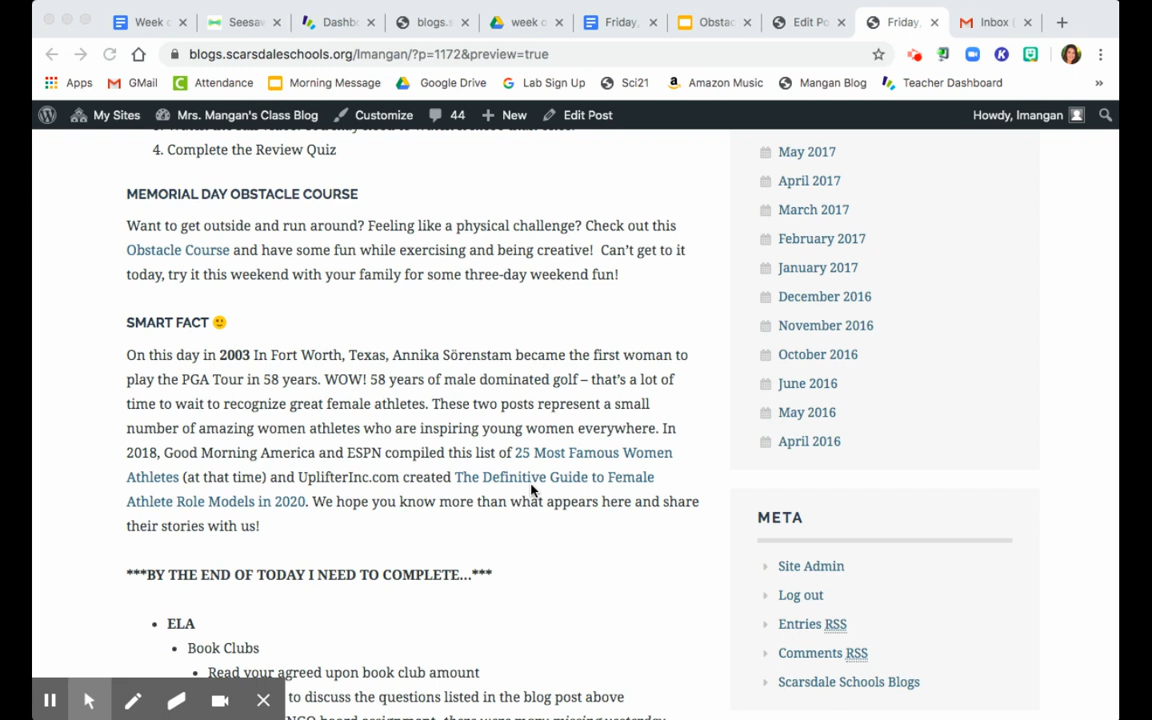 Week o
Seesaw
Dashb
blogs.s
week o
Friday,
Obstac
Edit Po
Friday,
Inbox (
blogs.scarsdaleschools.org/lmangan/?p=1172&preview=true
Apps GMail Attendance Morning Message Google Drive Lab Sign Up Sci21 Amazon Music Mangan Blog Teacher Dashboard »
My Sites Mrs. Mangan's Class Blog Customize 44 New Edit Post Howdy, lmangan
4. Complete the Review Quiz
MEMORIAL DAY OBSTACLE COURSE
Want to get outside and run around? Feeling like a physical challenge? Check out this
Obstacle Course and have some fun while exercising and being creative! Can't get to it
today, try it this weekend with your family for some three-day weekend fun!
SMART FACT 🙂
On this day in 2003 In Fort Worth, Texas, Annika Sörenstam became the first woman to
play the PGA Tour in 58 years. WOW! 58 years of male dominated golf – that's a lot of
time to wait to recognize great female athletes. These two posts represent a small
number of amazing women athletes who are inspiring young women everywhere. In
2018, Good Morning America and ESPN compiled this list of 25 Most Famous Women
Athletes (at that time) and UplifterInc.com created The Definitive Guide to Female
Athlete Role Models in 2020. We hope you know more than what appears here and share
their stories with us!
***BY THE END OF TODAY I NEED TO COMPLETE...***
ELA
Book Clubs
Read your agreed upon book club amount
to discuss the questions listed in the blog post above
May 2017
April 2017
March 2017
February 2017
January 2017
December 2016
November 2016
October 2016
June 2016
May 2016
April 2016
META
Site Admin
Log out
Entries RSS
Comments RSS
Scarsdale Schools Blogs